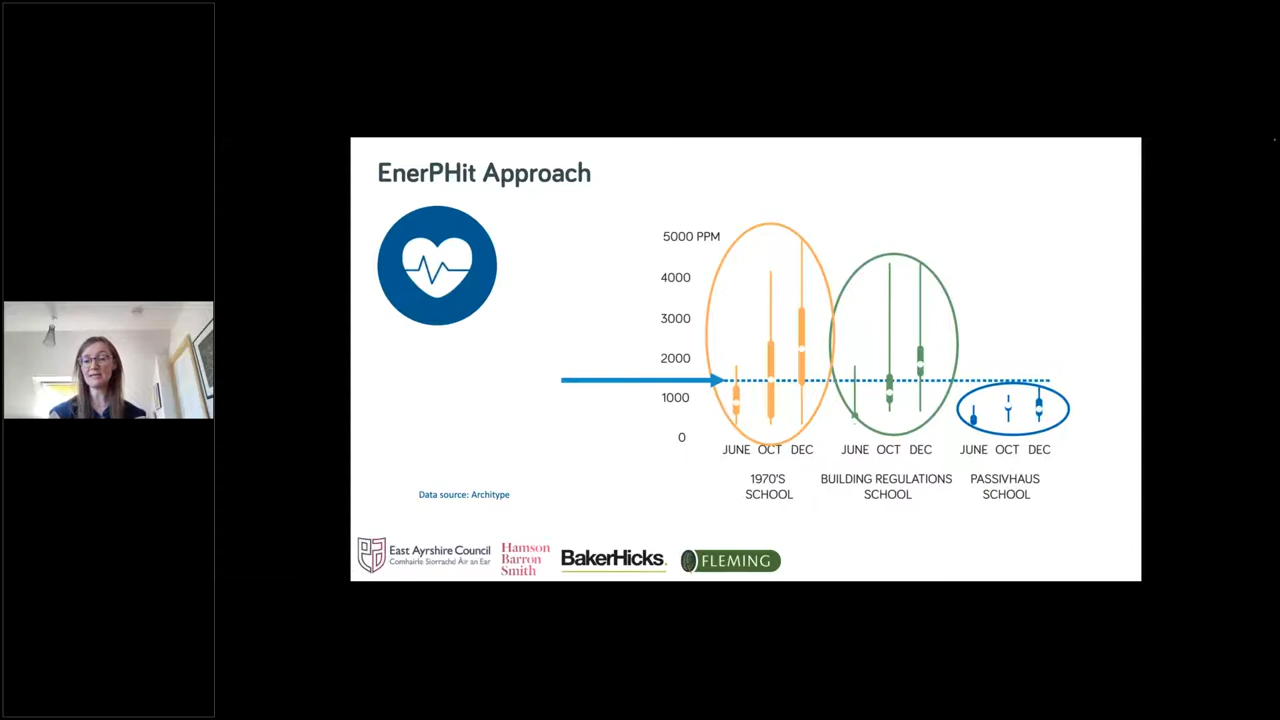 EnerPHit Approach
5000 PPM
4000
3000
2000
1000
0
JUNE OCT DEC
JUNE OCT DEC
JUNE OCT DEC
1970'S
SCHOOL
BUILDING REGULATIONS
SCHOOL
PASSIVHAUS
SCHOOL
Data source: Architype
East Ayrshire Council
Comhairle Siorrachd Àir an Ear
Hamson
Barron
Smith
BakerHicks.
FLEMING